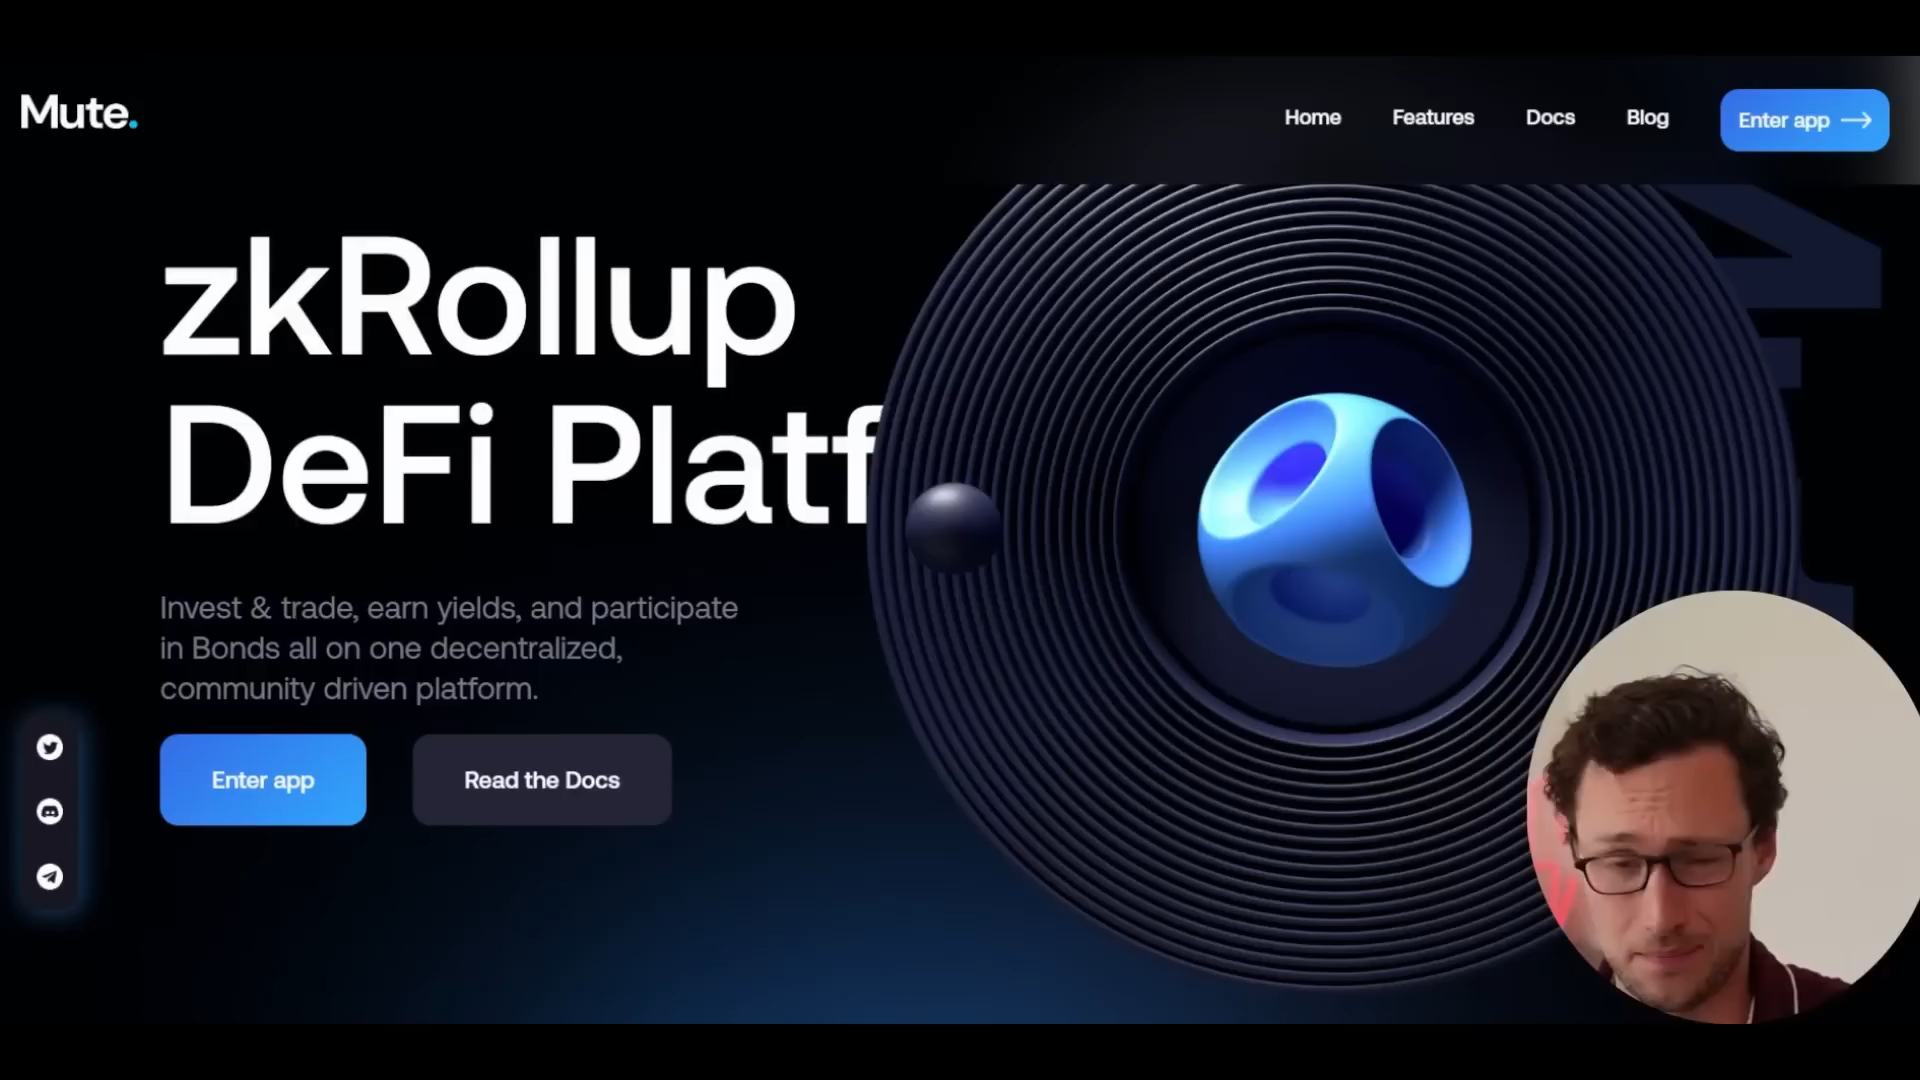 Mute.
Home Features Docs Blog Enter app
zkRollup
DeFi Platf
Invest & trade, earn yields, and participate
in Bonds all on one decentralized,
community driven platform.
Enter app Read the Docs